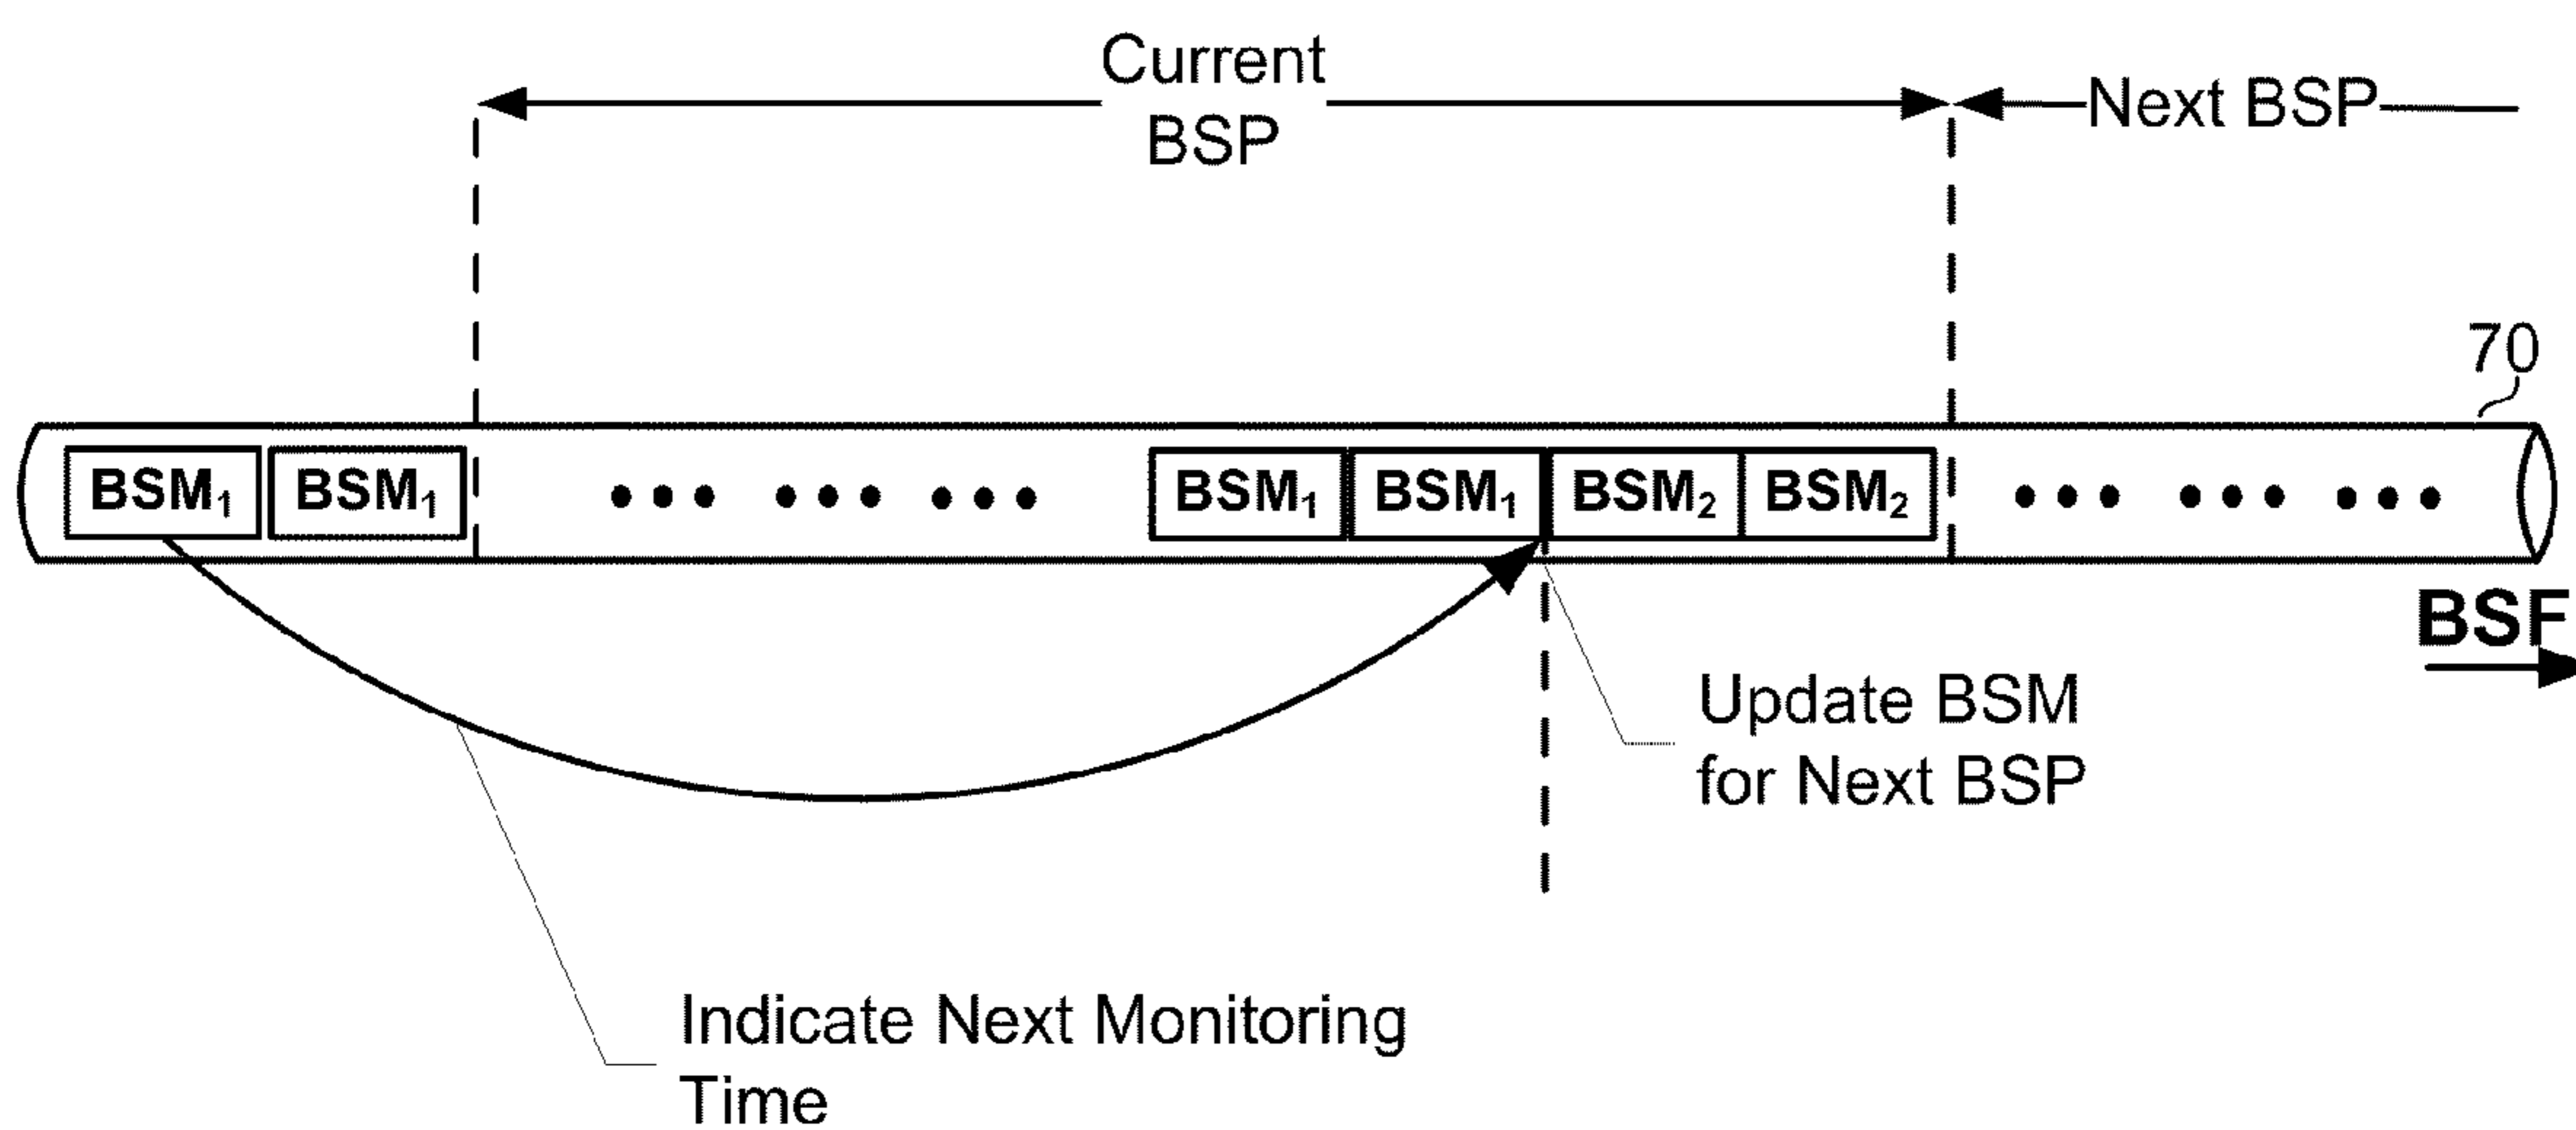 Current
BSP
Next BSP
70
BSM₁ BSM₁ BSM₁ BSM₁ BSM₂ BSM₂
BSF
Update BSM
for Next BSP
Indicate Next Monitoring
Time